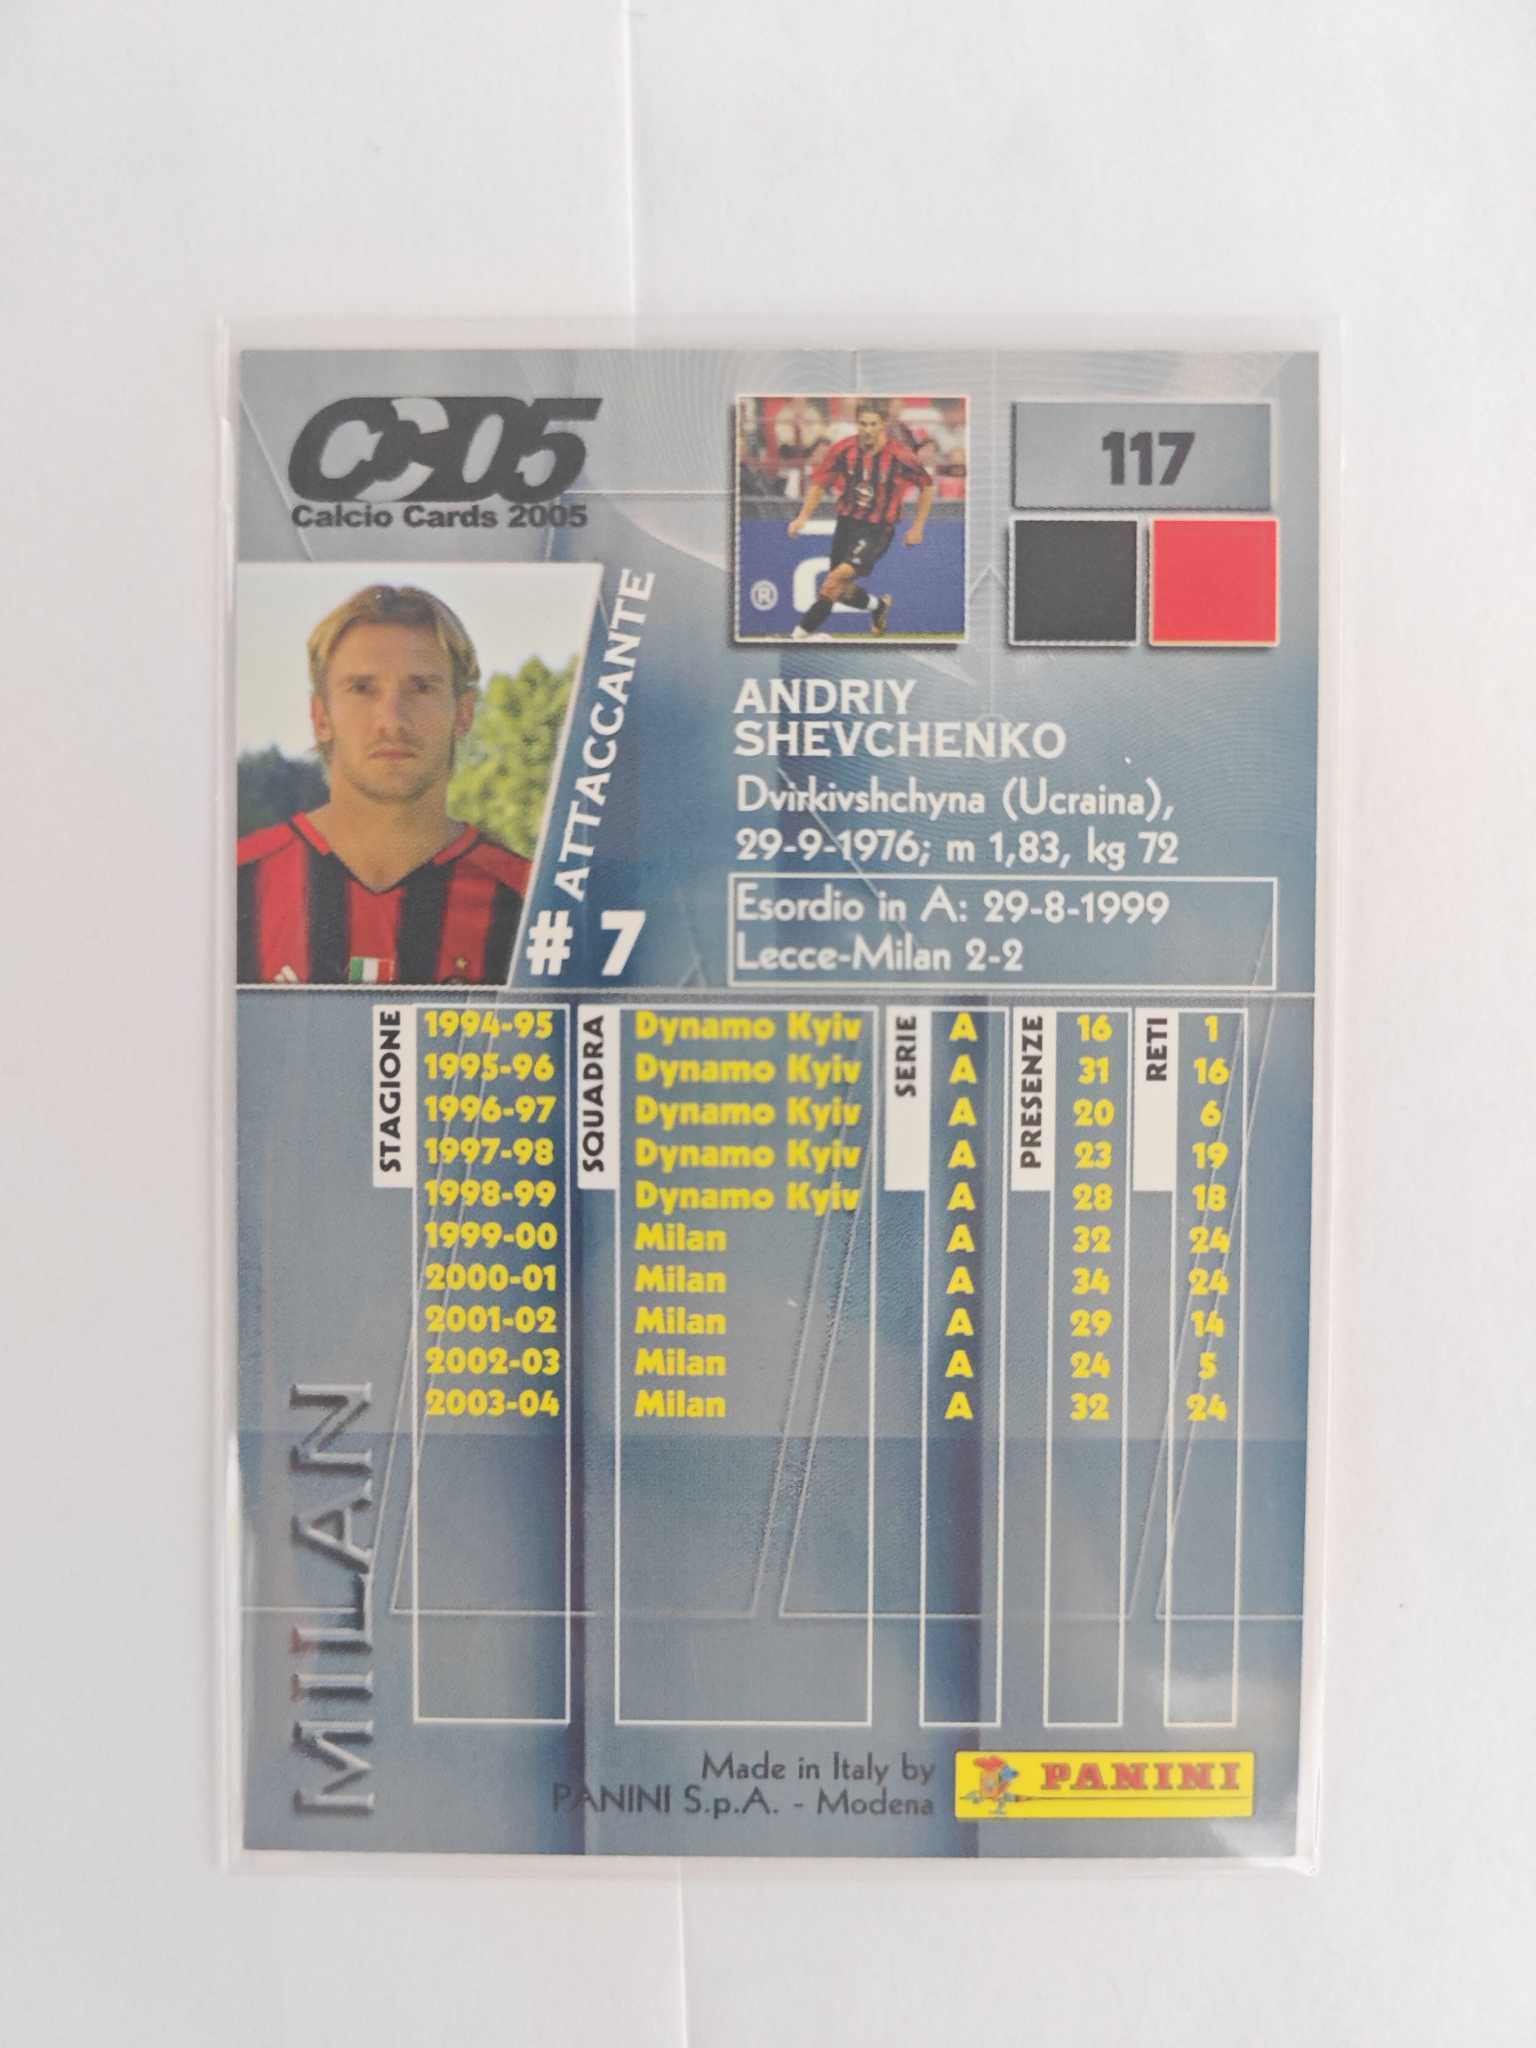 CC05
Calcio Cards 2005
117
ATTACCANTE
# 7
ANDRIY
SHEVCHENKO
Dvirkivshchyna (Ucraina),
29-9-1976; m 1,83, kg 72
Esordio in A: 29-8-1999
Lecce-Milan 2-2
STAGIONE SQUADRA SERIE PRESENZE RETI
1994-95 Dynamo Kyiv A 16 1
1995-96 Dynamo Kyiv A 31 16
1996-97 Dynamo Kyiv A 20 6
1997-98 Dynamo Kyiv A 23 19
1998-99 Dynamo Kyiv A 28 18
1999-00 Milan A 32 24
2000-01 Milan A 34 24
2001-02 Milan A 29 14
2002-03 Milan A 24 5
2003-04 Milan A 32 24
MILAN
Made in Italy by
PANINI S.p.A. - Modena
PANINI